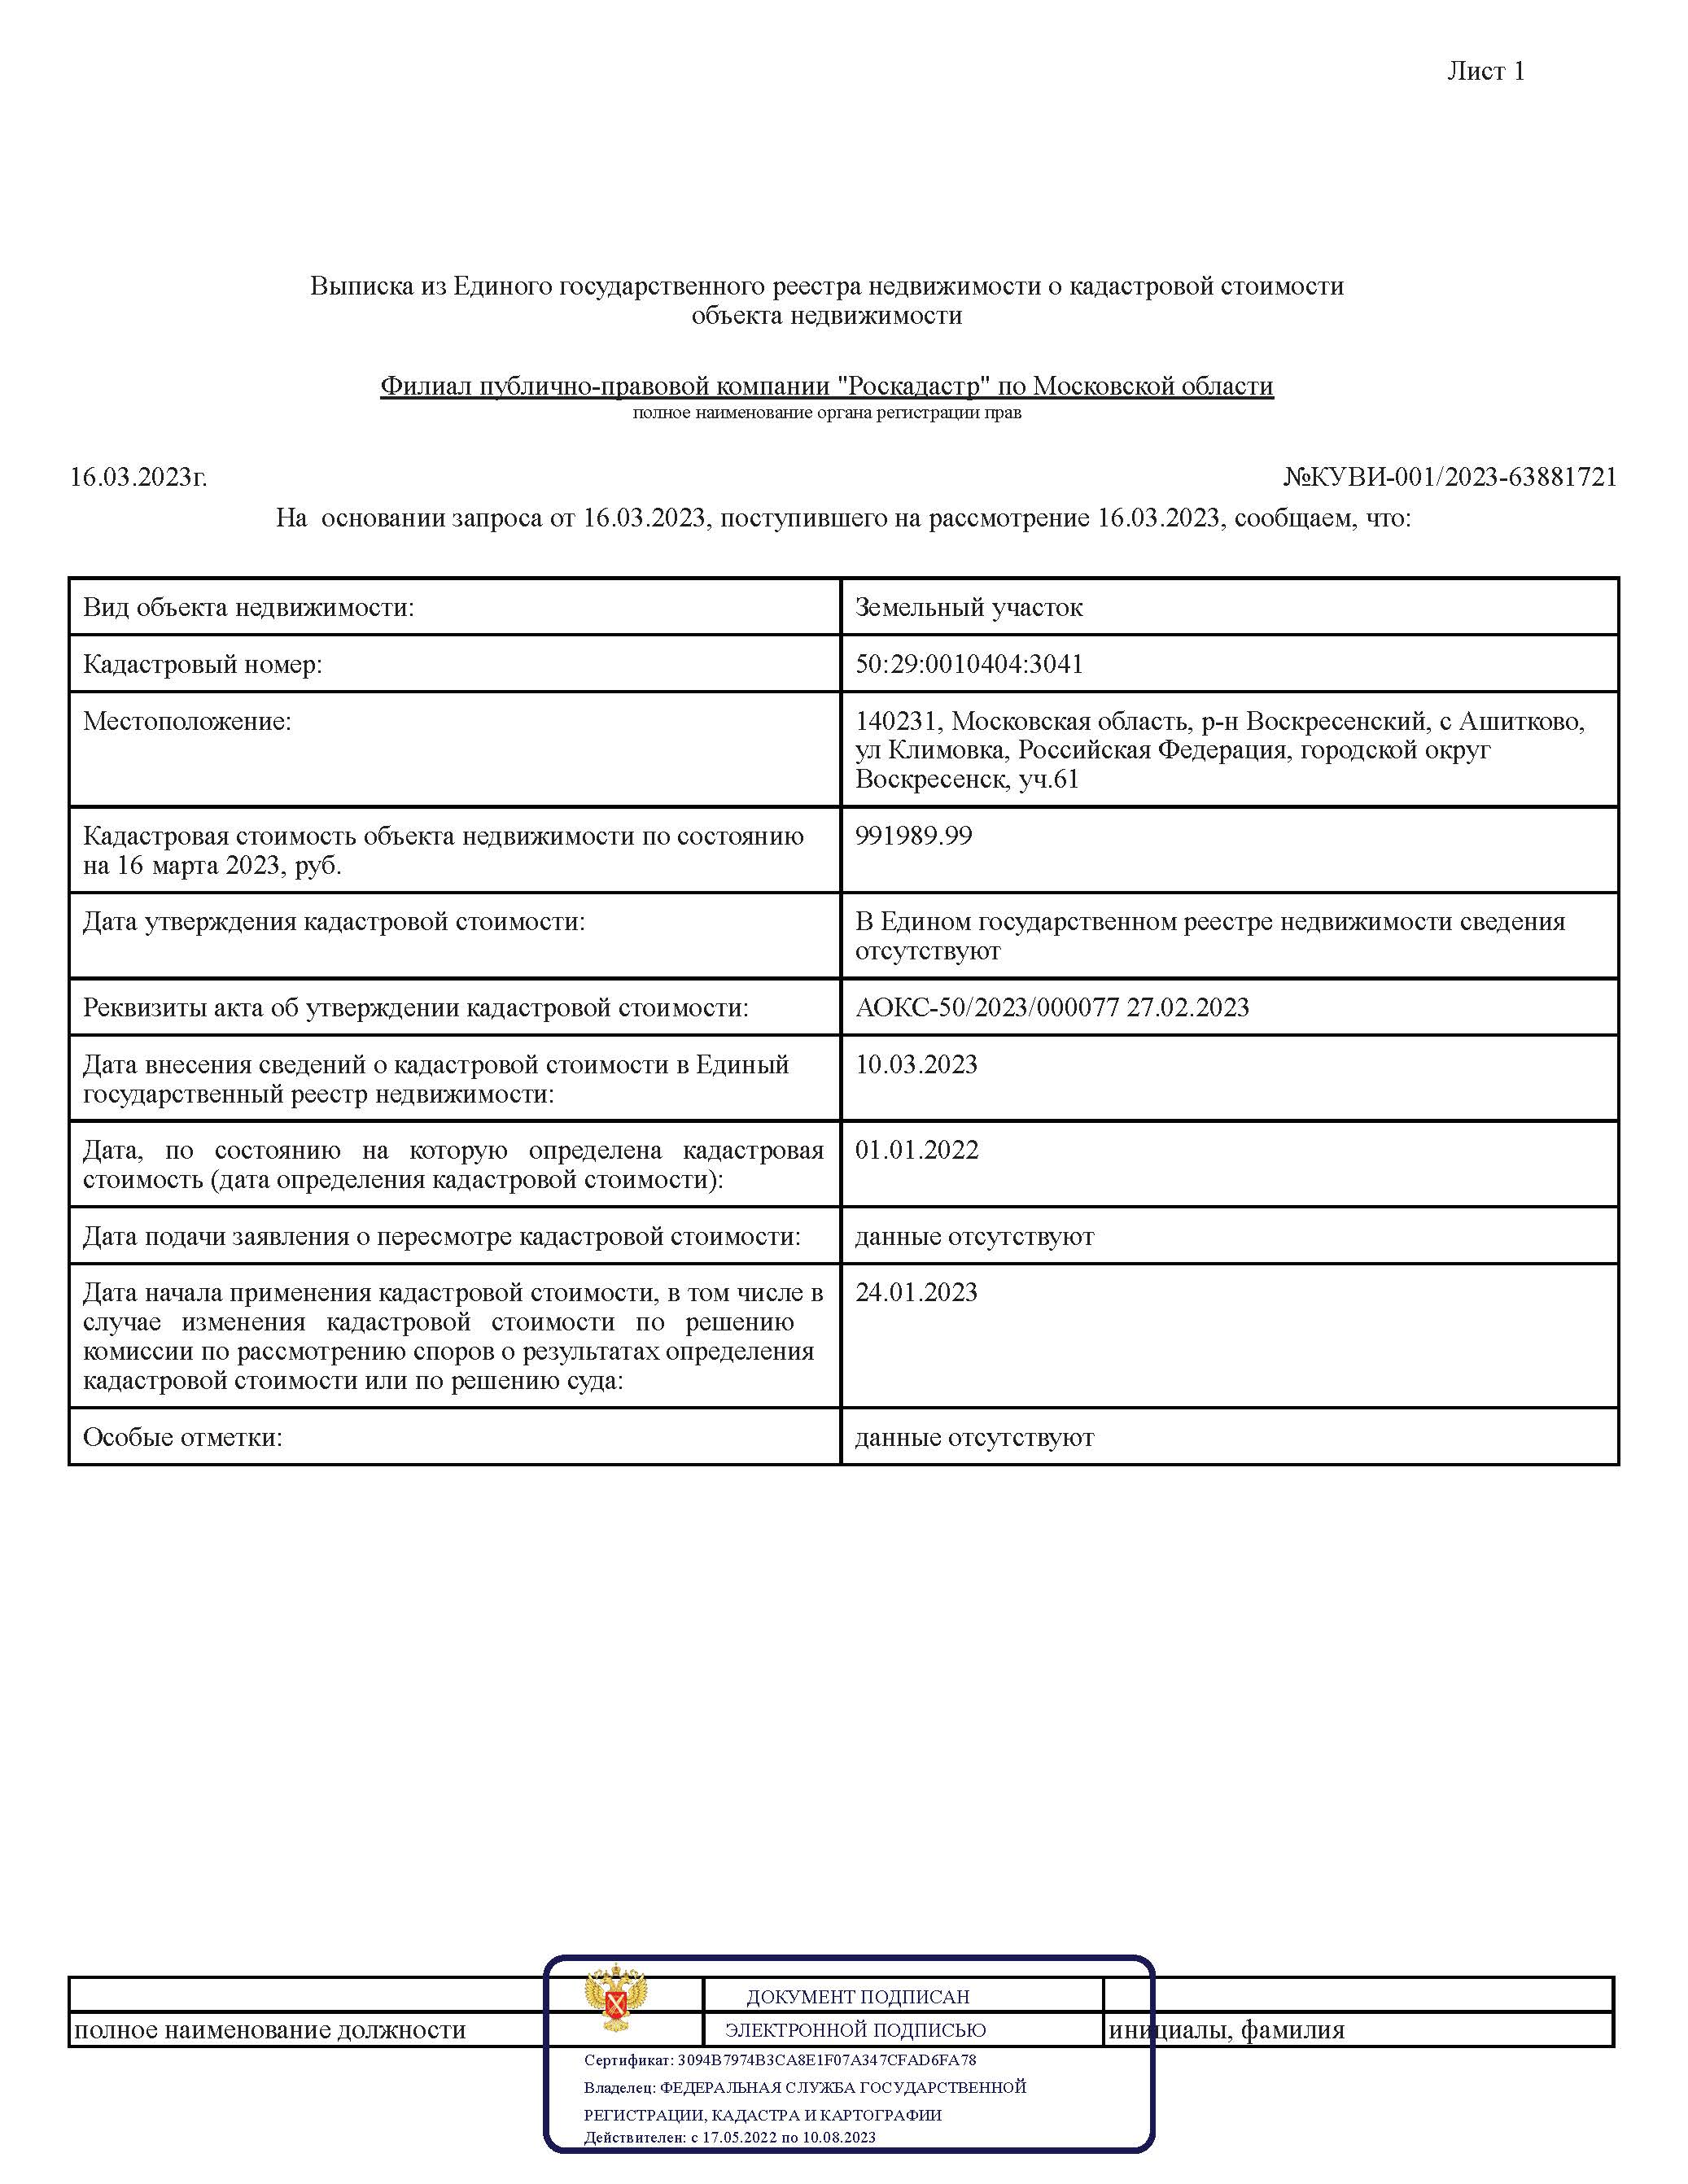 Лист 1
Выписка из Единого государственного реестра недвижимости о кадастровой стоимости
объекта недвижимости
Филиал публично-правовой компании "Роскадастр" по Московской области
полное наименование органа регистрации прав
16.03.2023г. №КУВИ-001/2023-63881721
На основании запроса от 16.03.2023, поступившего на рассмотрение 16.03.2023, сообщаем, что:
Вид объекта недвижимости: Земельный участок
Кадастровый номер: 50:29:0010404:3041
Местоположение: 140231, Московская область, р-н Воскресенский, с Ашитково,
ул Климовка, Российская Федерация, городской округ
Воскресенск, уч.61
Кадастровая стоимость объекта недвижимости по состоянию 991989.99
на 16 марта 2023, руб.
Дата утверждения кадастровой стоимости: В Едином государственном реестре недвижимости сведения
отсутствуют
Реквизиты акта об утверждении кадастровой стоимости: АОКС-50/2023/000077 27.02.2023
Дата внесения сведений о кадастровой стоимости в Единый 10.03.2023
государственный реестр недвижимости:
Дата, по состоянию на которую определена кадастровая 01.01.2022
стоимость (дата определения кадастровой стоимости):
Дата подачи заявления о пересмотре кадастровой стоимости: данные отсутствуют
Дата начала применения кадастровой стоимости, в том числе в 24.01.2023
случае изменения кадастровой стоимости по решению
комиссии по рассмотрению споров о результатах определения
кадастровой стоимости или по решению суда:
Особые отметки: данные отсутствуют
ДОКУМЕНТ ПОДПИСАН
полное наименование должности ЭЛЕКТРОННОЙ ПОДПИСЬЮ инициалы, фамилия
Сертификат: 3094B7974B3CA8E1F07A347CFAD6FA78
Владелец: ФЕДЕРАЛЬНАЯ СЛУЖБА ГОСУДАРСТВЕННОЙ
РЕГИСТРАЦИИ, КАДАСТРА И КАРТОГРАФИИ
Действителен: с 17.05.2022 по 10.08.2023